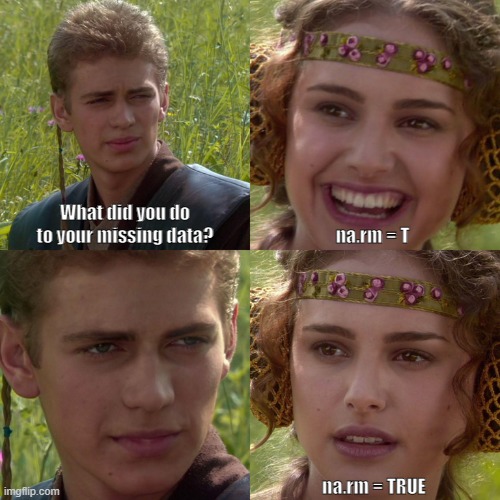 What did you do
to your missing data?
na.rm = T
na.rm = TRUE
imgflip.com